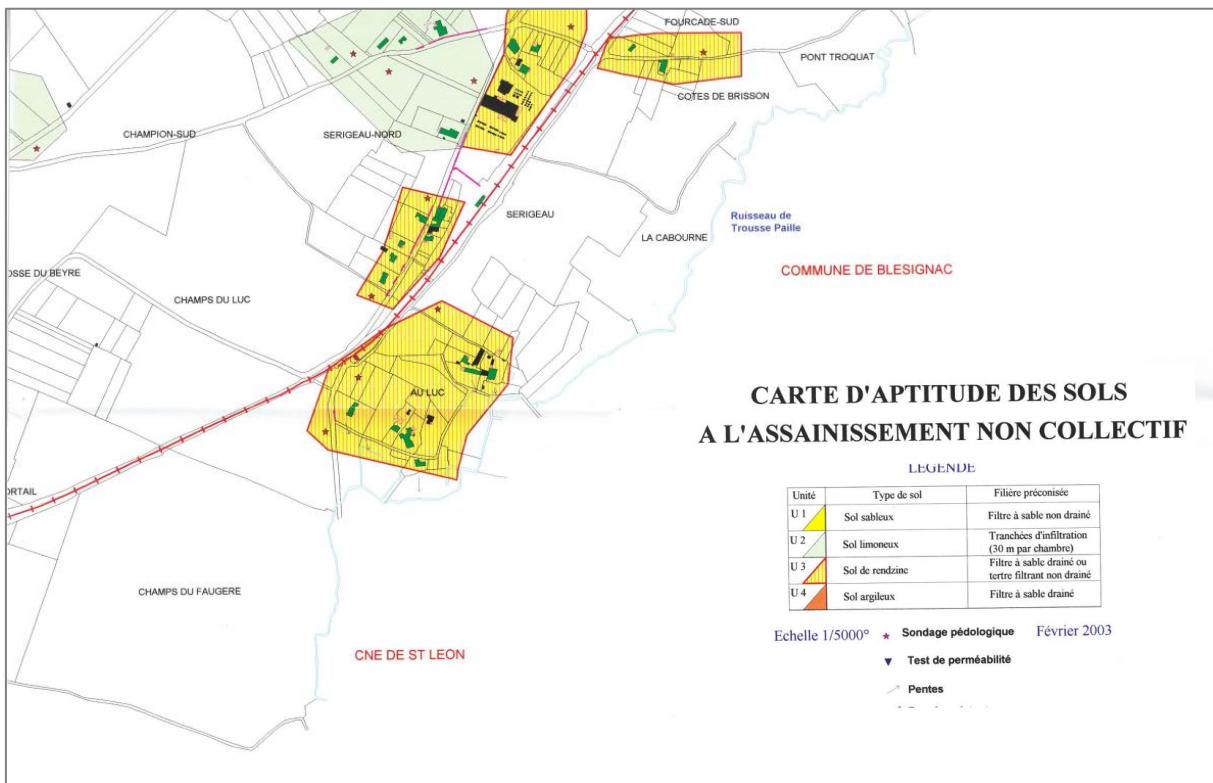 FOURCADE-SUD
PONT TROQUAT
COTES DE BRISSON
CHAMPION-SUD
SERIGEAU-NORD
SERIGEAU
Ruisseau de
Trousse Paille
LA CABOURNE
OSSE DU BEYRE
COMMUNE DE BLESIGNAC
CHAMPS DU LUC
AU LUC
ORTAIL
CHAMPS DU FAUGERE
CNE DE ST LEON
CARTE D'APTITUDE DES SOLS
A L'ASSAINISSEMENT NON COLLECTIF
LEGENDE
Unité Type de sol Filière préconisée
U 1 Sol sableux Filtre à sable non drainé
U 2 Sol limoneux Tranchées d'infiltration
(30 m par chambre)
U 3 Sol de rendzine Filtre à sable drainé ou
tertre filtrant non drainé
U 4 Sol argileux Filtre à sable drainé
Echelle 1/5000° Sondage pédologique Février 2003
Test de perméabilité
Pentes